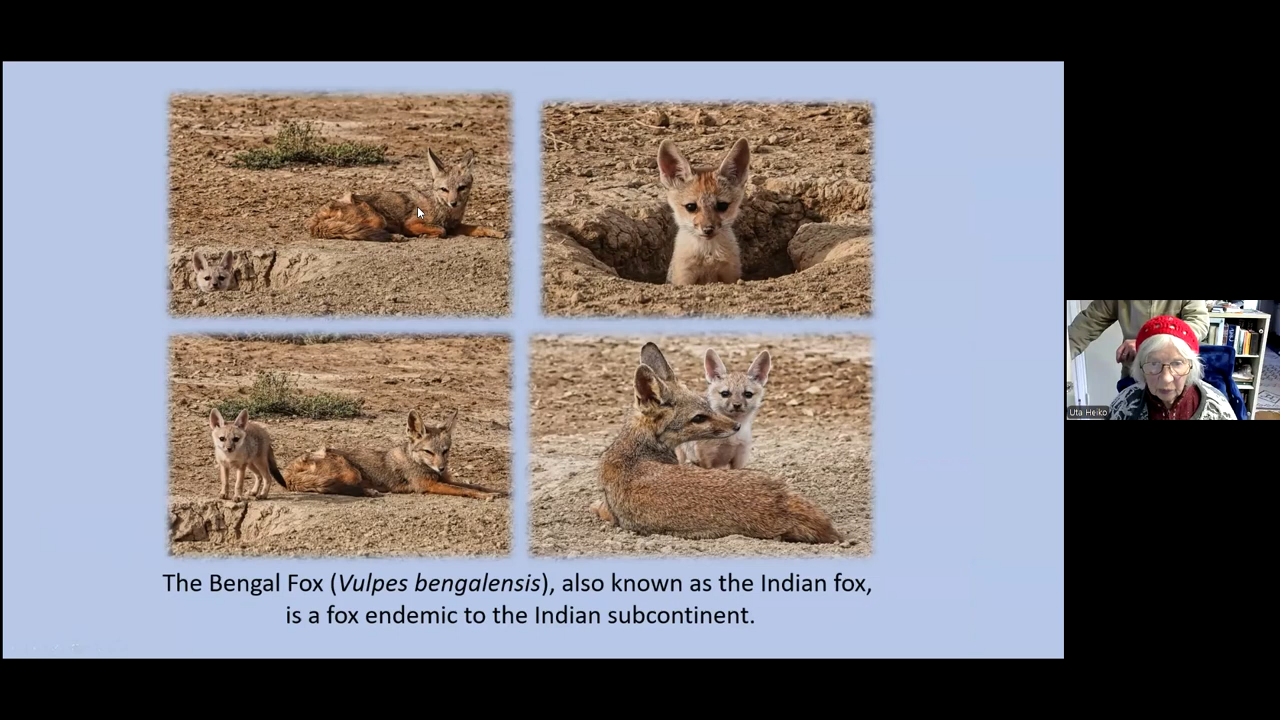 The Bengal Fox (Vulpes bengalensis), also known as the Indian fox,
is a fox endemic to the Indian subcontinent.
Uta Heiko